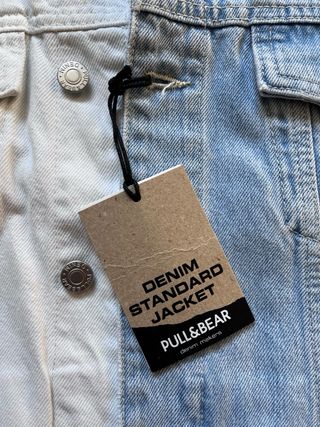 DENIM
STANDARD
JACKET
PULL&BEAR
denim makers